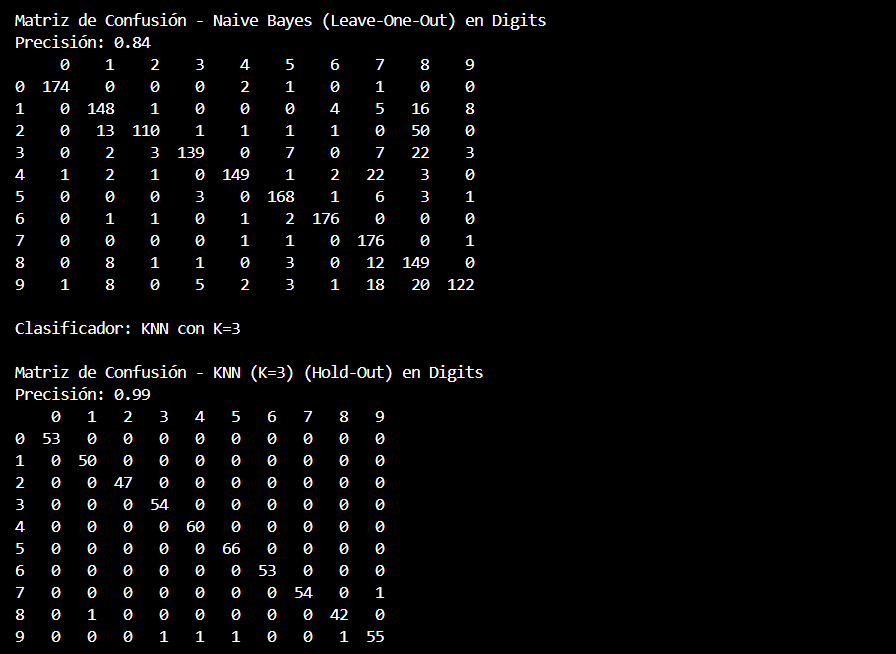 Matriz de Confusión - Naive Bayes (Leave-One-Out) en Digits
Precisión: 0.84
0 1 2 3 4 5 6 7 8 9
0 174 0 0 0 2 1 0 1 0 0
1 0 148 1 0 0 0 4 5 16 8
2 0 13 110 1 1 1 1 0 50 0
3 0 2 3 139 0 7 0 7 22 3
4 1 2 1 0 149 1 2 22 3 0
5 0 0 0 3 0 168 1 6 3 1
6 0 1 1 0 1 2 176 0 0 0
7 0 0 0 0 1 1 0 176 0 1
8 0 8 1 1 0 3 0 12 149 0
9 1 8 0 5 2 3 1 18 20 122
Clasificador: KNN con K=3
Matriz de Confusión - KNN (K=3) (Hold-Out) en Digits
Precisión: 0.99
0 1 2 3 4 5 6 7 8 9
0 53 0 0 0 0 0 0 0 0 0
1 0 50 0 0 0 0 0 0 0 0
2 0 0 47 0 0 0 0 0 0 0
3 0 0 0 54 0 0 0 0 0 0
4 0 0 0 0 60 0 0 0 0 0
5 0 0 0 0 0 66 0 0 0 0
6 0 0 0 0 0 0 53 0 0 0
7 0 0 0 0 0 0 0 54 0 1
8 0 1 0 0 0 0 0 0 42 0
9 0 0 0 1 1 1 0 0 1 55